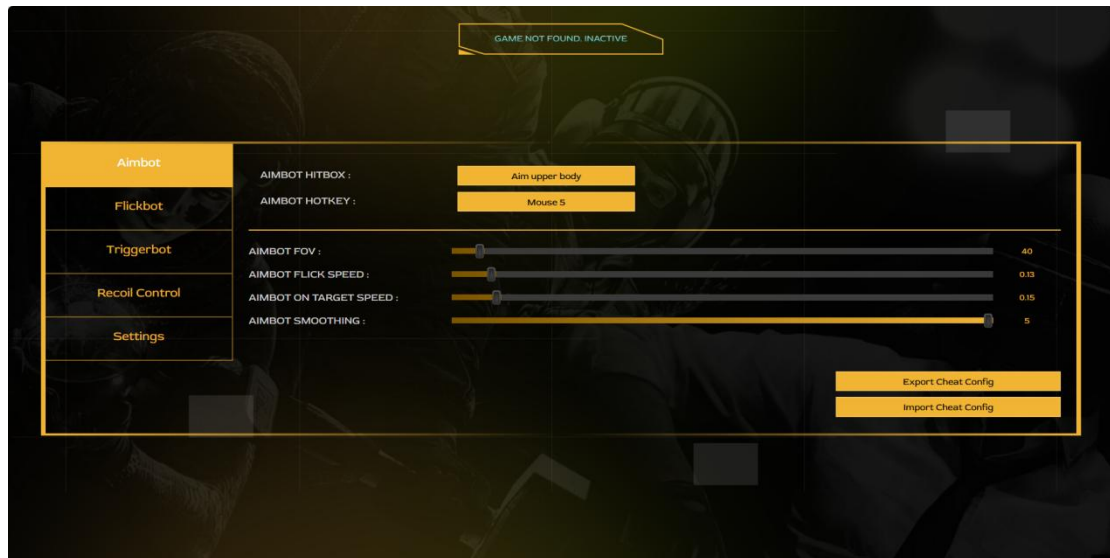 GAME NOT FOUND. INACTIVE
Aimbot
Flickbot
Triggerbot
Recoil Control
Settings
AIMBOT HITBOX : Aim upper body
AIMBOT HOTKEY : Mouse 5
AIMBOT FOV : 40
AIMBOT FLICK SPEED : 0.13
AIMBOT ON TARGET SPEED : 0.15
AIMBOT SMOOTHING : 5
Export Cheat Config
Import Cheat Config